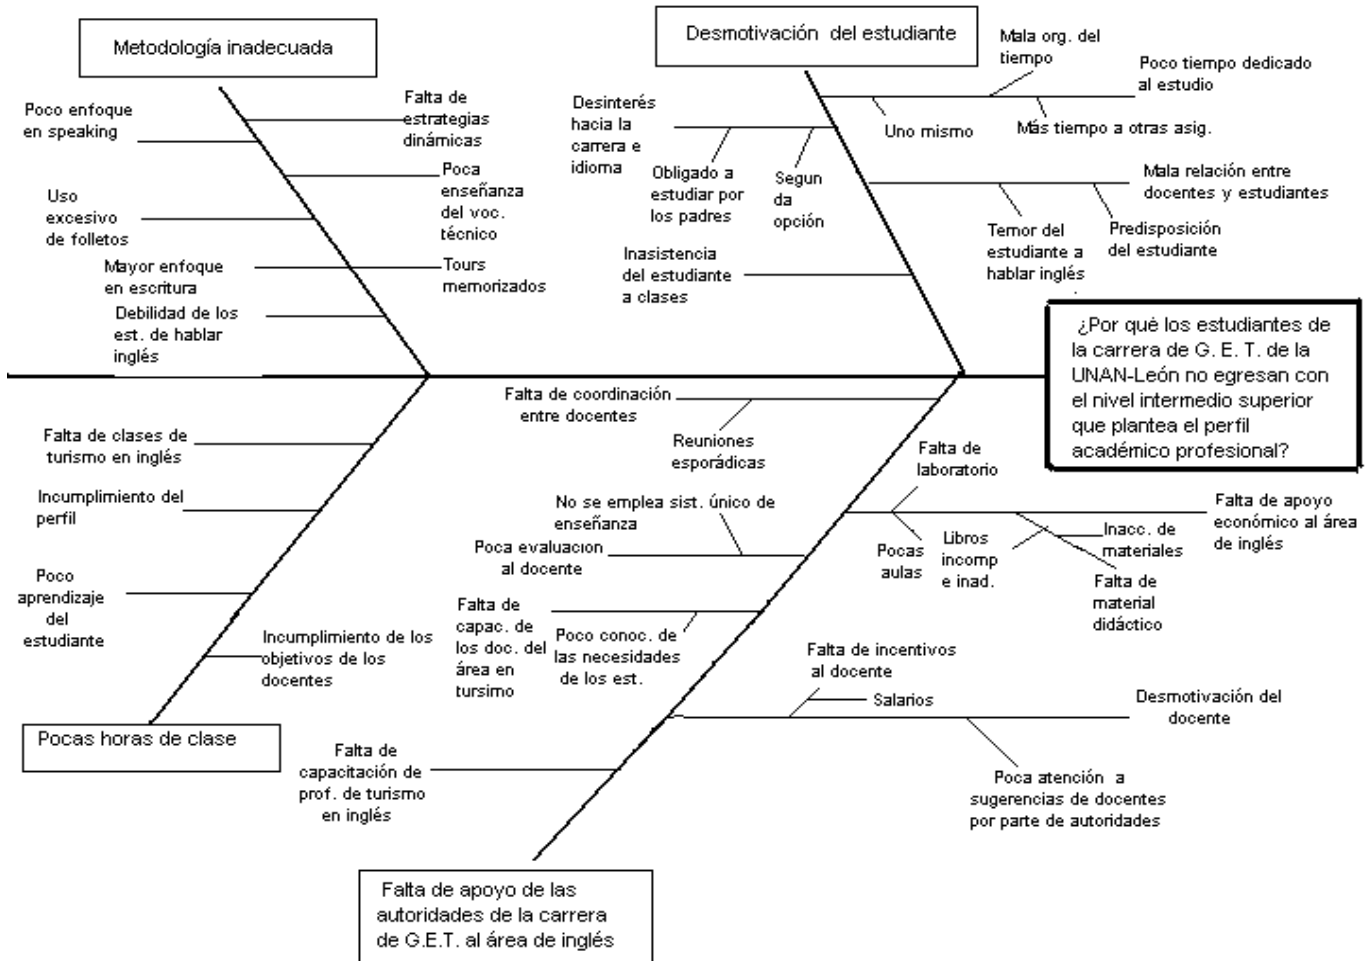 Metodología inadecuada
Desmotivación  del estudiante
Poco enfoque
en speaking
Falta de
estrategias
dinámicas
Poca
enseñanza
del voc.
técnico
Uso
excesivo
de folletos
Mayor enfoque
en escritura
Tours
memorizados
Debilidad de los
est. de hablar
inglés
Mala org. del
tiempo
Poco tiempo dedicado
al estudio
Uno mismo
Más tiempo a otras asig.
Desinterés
hacia la
carrera e
idioma
Obligado a
estudiar por
los padres
Segun
da
opción
Mala relación entre
docentes y estudiantes
Temor del
estudiante a
hablar inglés
Predisposición
del estudiante
Inasistencia
del estudiante
a clases
¿Por qué los estudiantes de
la carrera de G. E. T. de la
UNAN-León no egresan con
el nivel intermedio superior
que plantea el perfil
académico profesional?
Falta de clases de
turismo en inglés
Incumplimiento del
perfil
Poco
aprendizaje
del
estudiante
Incumplimiento de los
objetivos de los
docentes
Pocas horas de clase
Falta de coordinación
entre docentes
Reuniones
esporádicas
Falta de
laboratorio
Pocas
aulas
Libros
incomp
e inad.
Inacc. de
materiales
Falta de
material
didáctico
Falta de apoyo
económico al área
de inglés
No se emplea sist. único de
enseñanza
Poca evaluación
al docente
Falta de
capac. de
los doc. del
área en
tursimo
Poco conoc. de
las necesidades
de los est.
Falta de incentivos
al docente
Salarios
Desmotivación del
docente
Poca atención  a
sugerencias de docentes
por parte de autoridades
Falta de
capacitación de
prof. de turismo
en inglés
Falta de apoyo de las
autoridades de la carrera
de G.E.T. al área de inglés